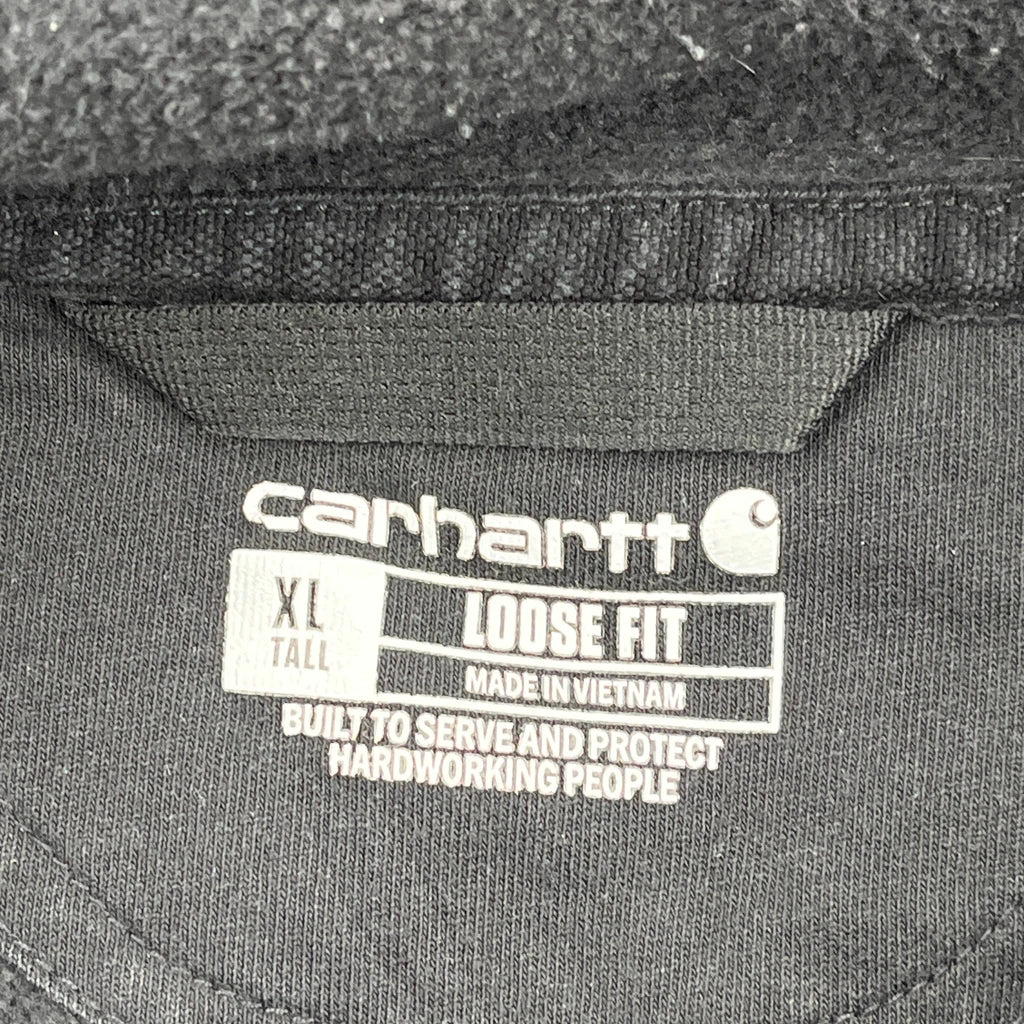 carhartt
XL
TALL
LOOSE FIT
MADE IN VIETNAM
BUILT TO SERVE AND PROTECT
HARDWORKING PEOPLE